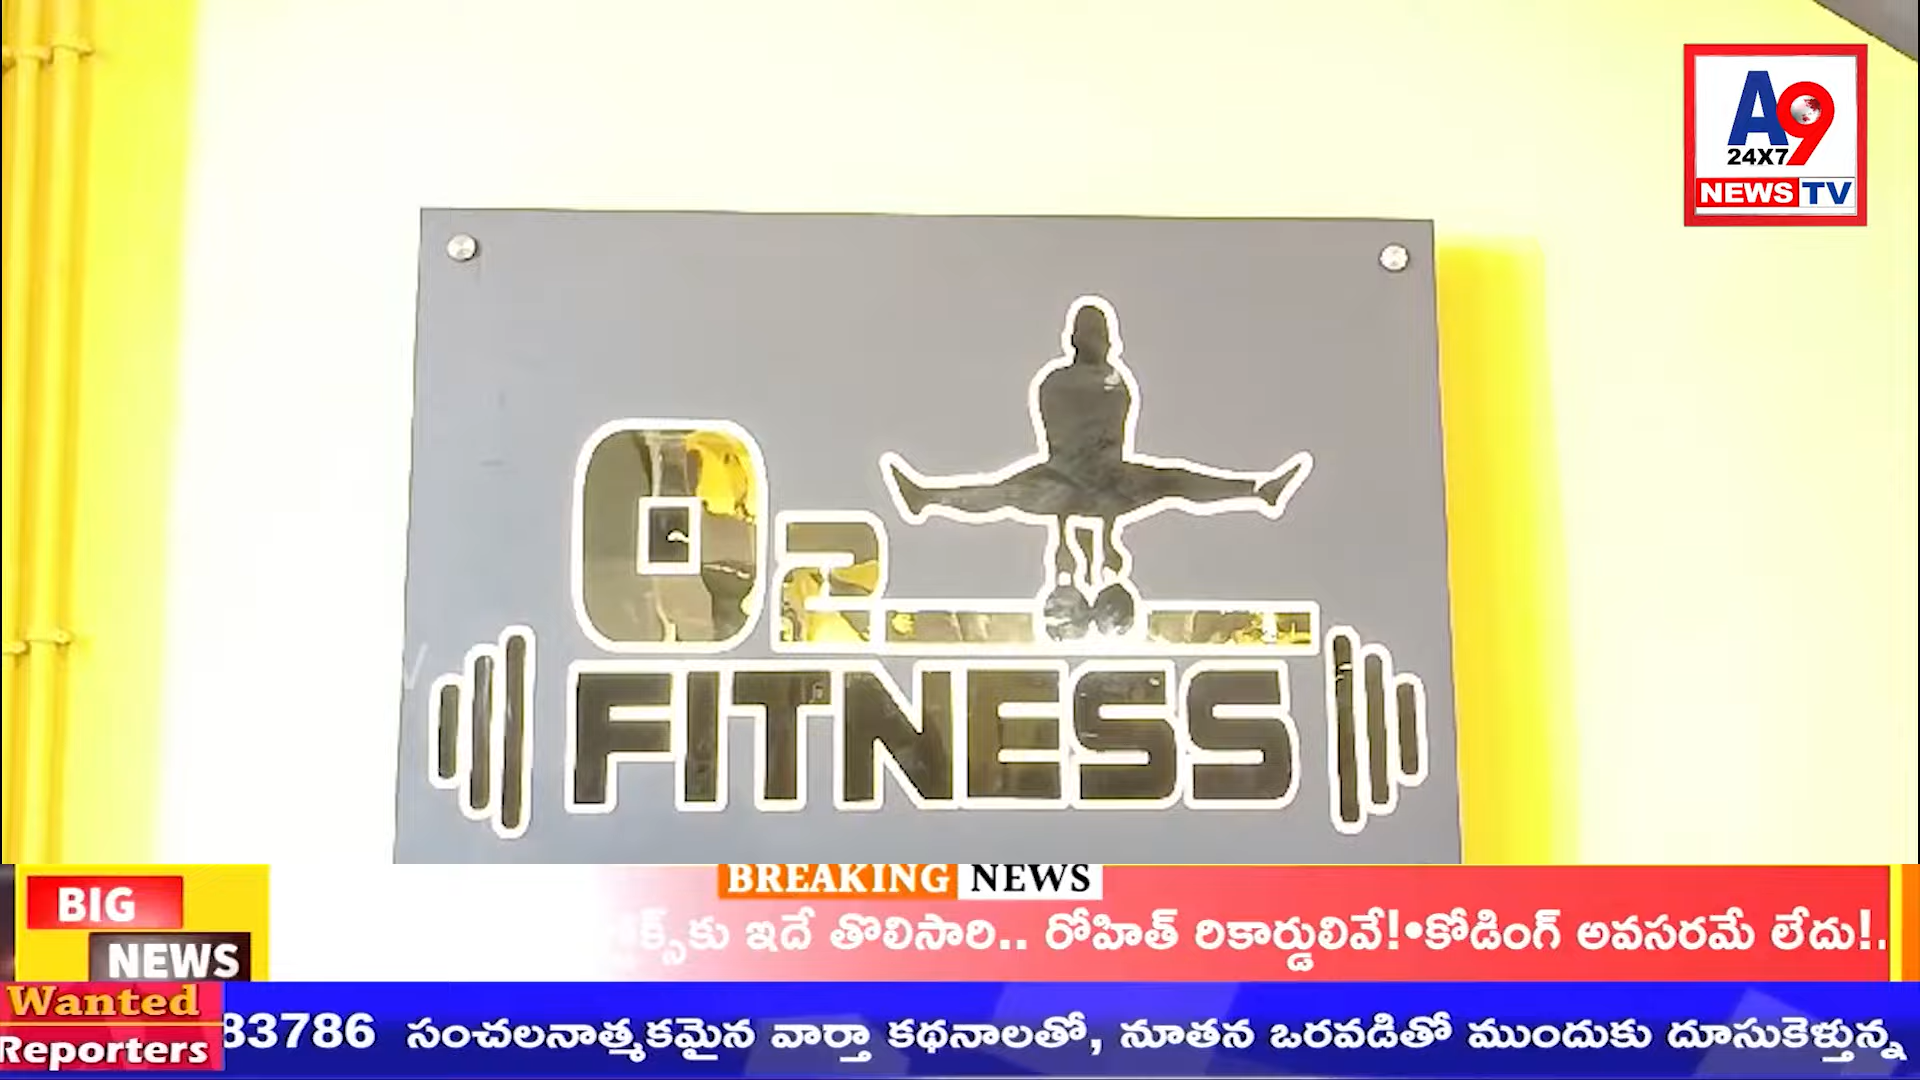 A9
24X7
NEWS TV
O2
FITNESS
BREAKING NEWS
BIG
NEWS
ఇదే తొలిసారి.. రోహిత్ రికార్డులివే!•కోడింగ్ అవసరమే లేదు!.
Wanted
Reporters
83786 సంచలనాత్మకమైన వార్తా కథనాలతో, నూతన ఒరవడితో ముందుకు దూసుకెళ్తున్న